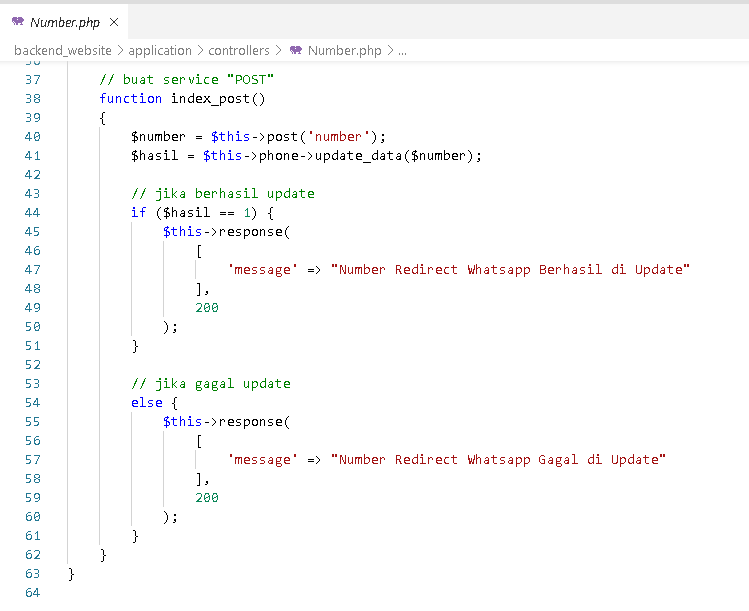 Number.php ×
backend_website > application > controllers > Number.php > ...
36
37 // buat service "POST"
38 function index_post()
39 {
40 $number = $this->post('number');
41 $hasil = $this->phone->update_data($number);
42
43 // jika berhasil update
44 if ($hasil == 1) {
45 $this->response(
46 [
47 'message' => "Number Redirect Whatsapp Berhasil di Update"
48 ],
49 200
50 );
51 }
52
53 // jika gagal update
54 else {
55 $this->response(
56 [
57 'message' => "Number Redirect Whatsapp Gagal di Update"
58 ],
59 200
60 );
61 }
62 }
63 }
64